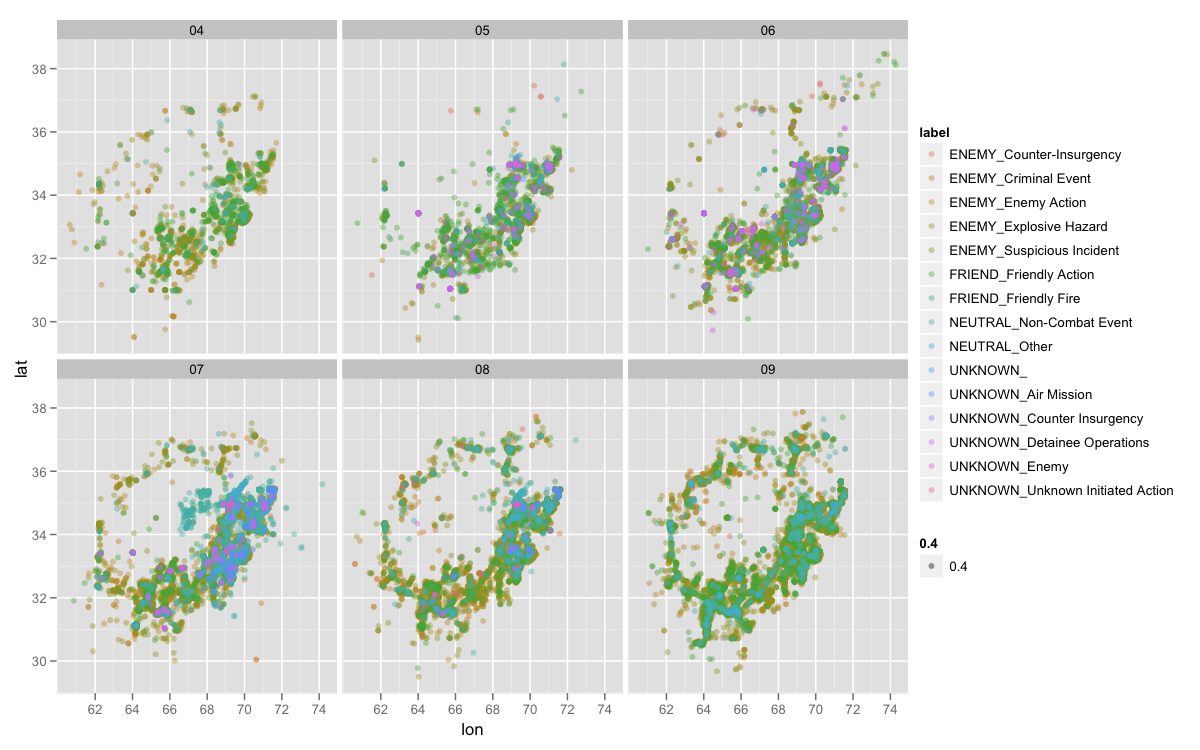 04 05 06
38
36
34
32
30
07 08 09
38
36
34
32
30
62 64 66 68 70 72 74 62 64 66 68 70 72 74 62 64 66 68 70 72 74
lon
lat
label
ENEMY_Counter-Insurgency
ENEMY_Criminal Event
ENEMY_Enemy Action
ENEMY_Explosive Hazard
ENEMY_Suspicious Incident
FRIEND_Friendly Action
FRIEND_Friendly Fire
NEUTRAL_Non-Combat Event
NEUTRAL_Other
UNKNOWN_
UNKNOWN_Air Mission
UNKNOWN_Counter Insurgency
UNKNOWN_Detainee Operations
UNKNOWN_Enemy
UNKNOWN_Unknown Initiated Action
0.4
0.4